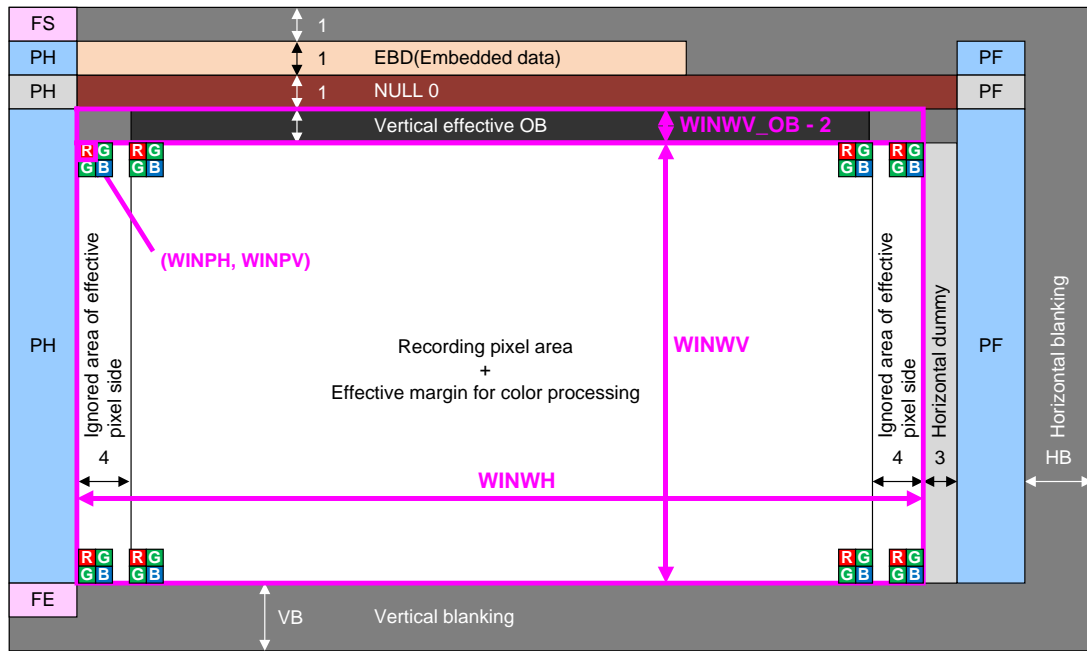 FS
1
PH
1
EBD(Embedded data)
PF
PH
1
NULL 0
PF
Vertical effective OB
WINWV_OB - 2
R G
G B
R G
G B
R G
G B
R G
G B
(WINPH, WINPV)
PH
Ignored area of effective
pixel side
4
Recording pixel area
+
Effective margin for color processing
WINWV
WINWH
Ignored area of effective
pixel side
4
Horizontal dummy
3
PF
Horizontal blanking
HB
R G
G B
R G
G B
R G
G B
R G
G B
FE
VB
Vertical blanking